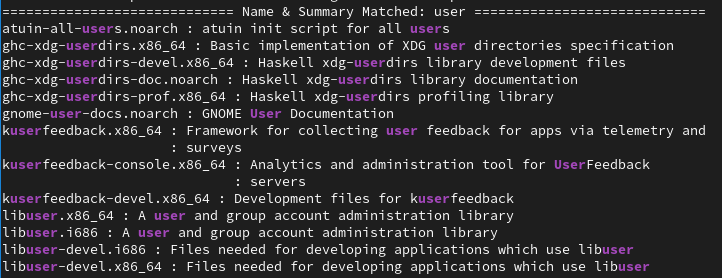 ============================= Name & Summary Matched: user =============================
atuin-all-users.noarch : atuin init script for all users
ghc-xdg-userdirs.x86_64 : Basic implementation of XDG user directories specification
ghc-xdg-userdirs-devel.x86_64 : Haskell xdg-userdirs library development files
ghc-xdg-userdirs-doc.noarch : Haskell xdg-userdirs library documentation
ghc-xdg-userdirs-prof.x86_64 : Haskell xdg-userdirs profiling library
gnome-user-docs.noarch : GNOME User Documentation
kuserfeedback.x86_64 : Framework for collecting user feedback for apps via telemetry and
: surveys
kuserfeedback-console.x86_64 : Analytics and administration tool for UserFeedback
: servers
kuserfeedback-devel.x86_64 : Development files for kuserfeedback
libuser.x86_64 : A user and group account administration library
libuser.i686 : A user and group account administration library
libuser-devel.i686 : Files needed for developing applications which use libuser
libuser-devel.x86_64 : Files needed for developing applications which use libuser